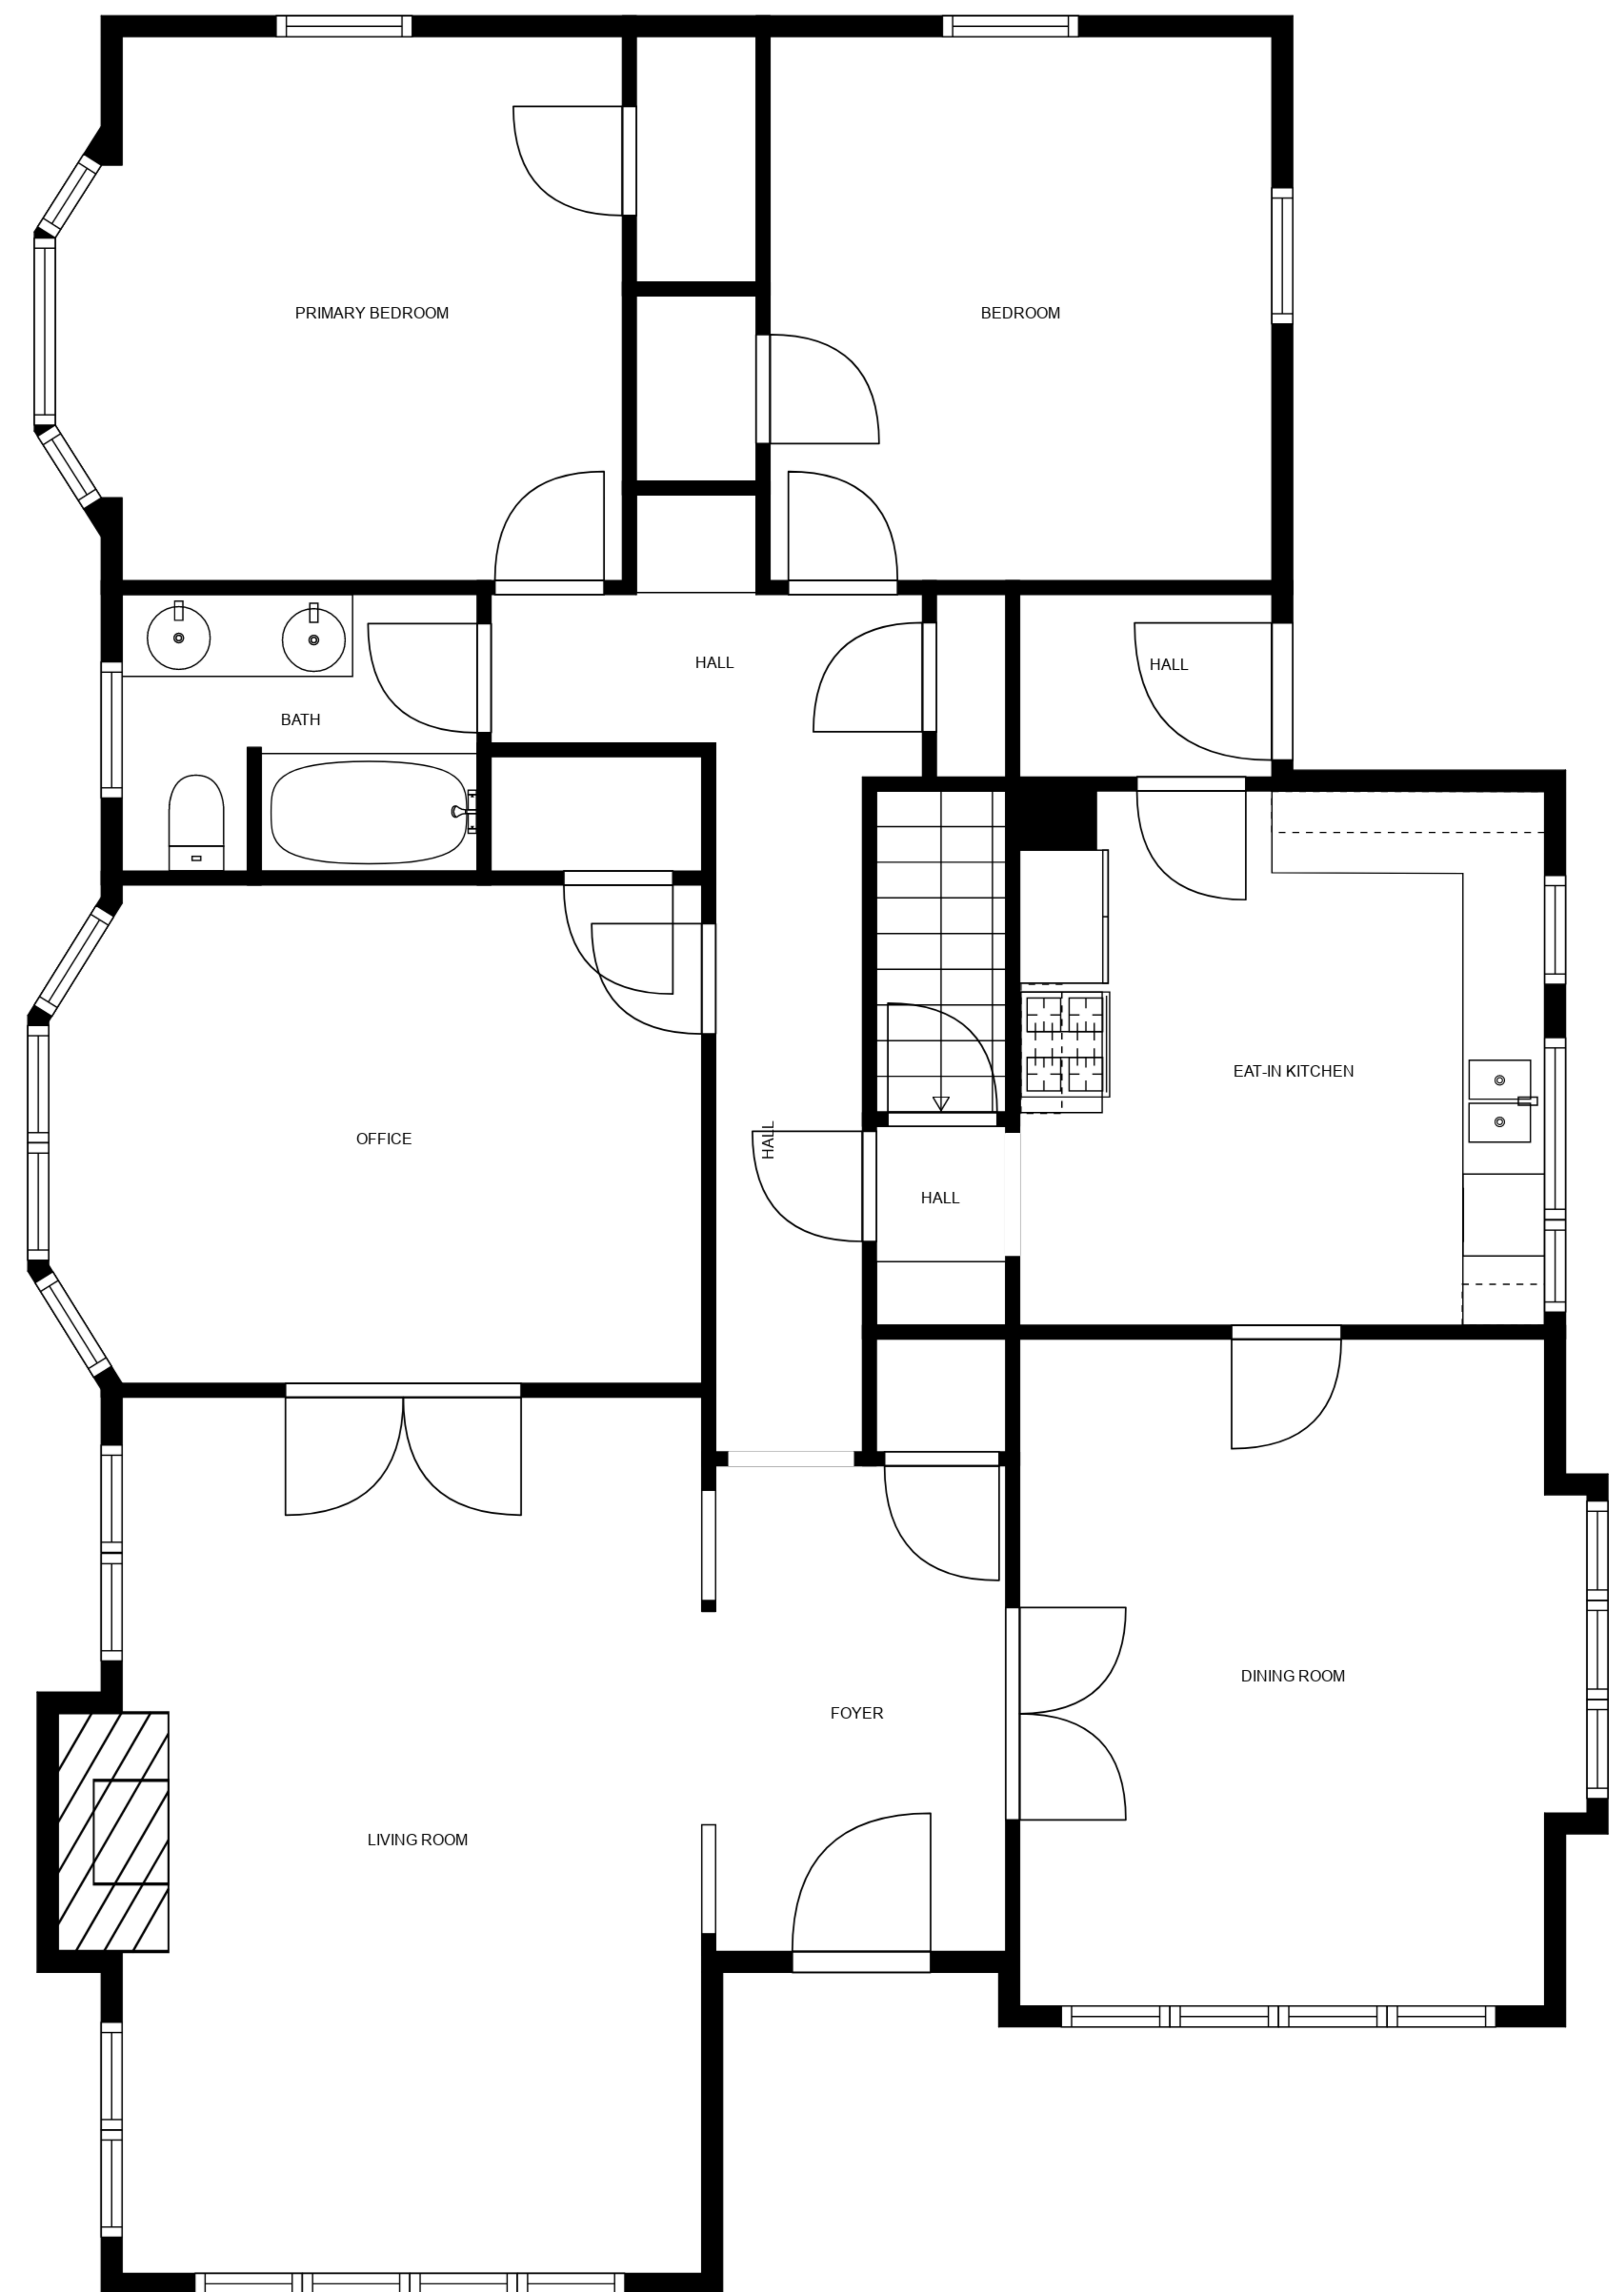 PRIMARY BEDROOM
BEDROOM
HALL
HALL
BATH
EAT-IN KITCHEN
OFFICE
HALL
HALL
DINING ROOM
FOYER
LIVING ROOM